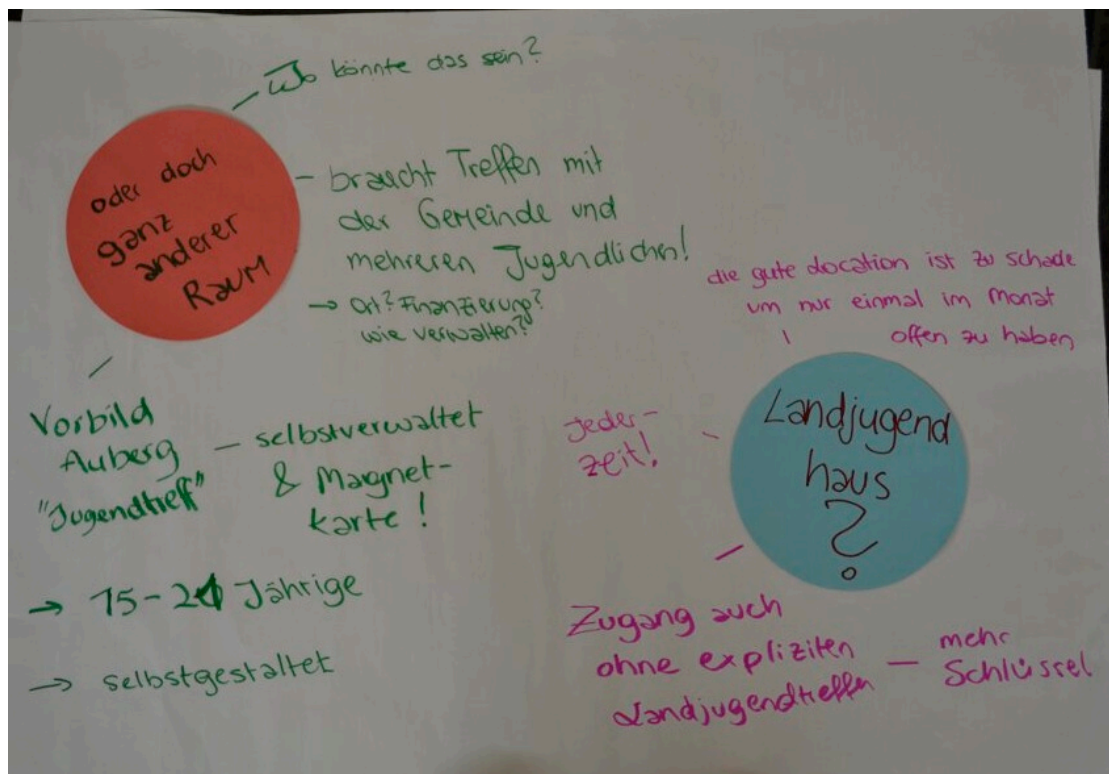 Wo könnte das sein?
oder doch
ganz
anderer
Raum
- braucht Treffen mit
der Gemeinde und
mehreren Jugendlichen!
→ Ort? Finanzierung?
wie verwalten?
Vorbild
Auberg
"Jugendtreff"
- selbstverwaltet
& Magnet-
karte!
→ 15-21 Jährige
→ selbstgestaltet
die gute Location ist zu schade
um nur einmal im Monat
offen zu haben
Landjugend
haus
?
Jeder-
zeit!
Zugang auch
ohne expliziten
Landjugendtreffen
- mehr
Schlüssel